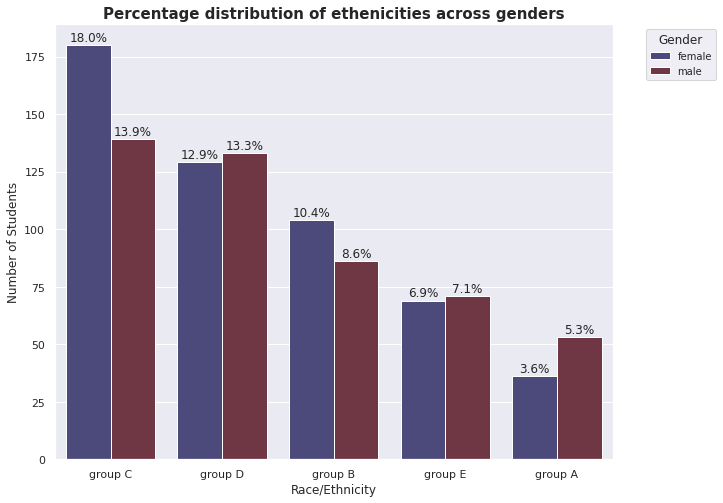 Percentage distribution of ethenicities across genders
Gender
female
male
175
150
125
100
75
50
25
0
Number of Students
18.0%
13.9%
12.9%
13.3%
10.4%
8.6%
6.9%
7.1%
3.6%
5.3%
group C
group D
group B
group E
group A
Race/Ethnicity